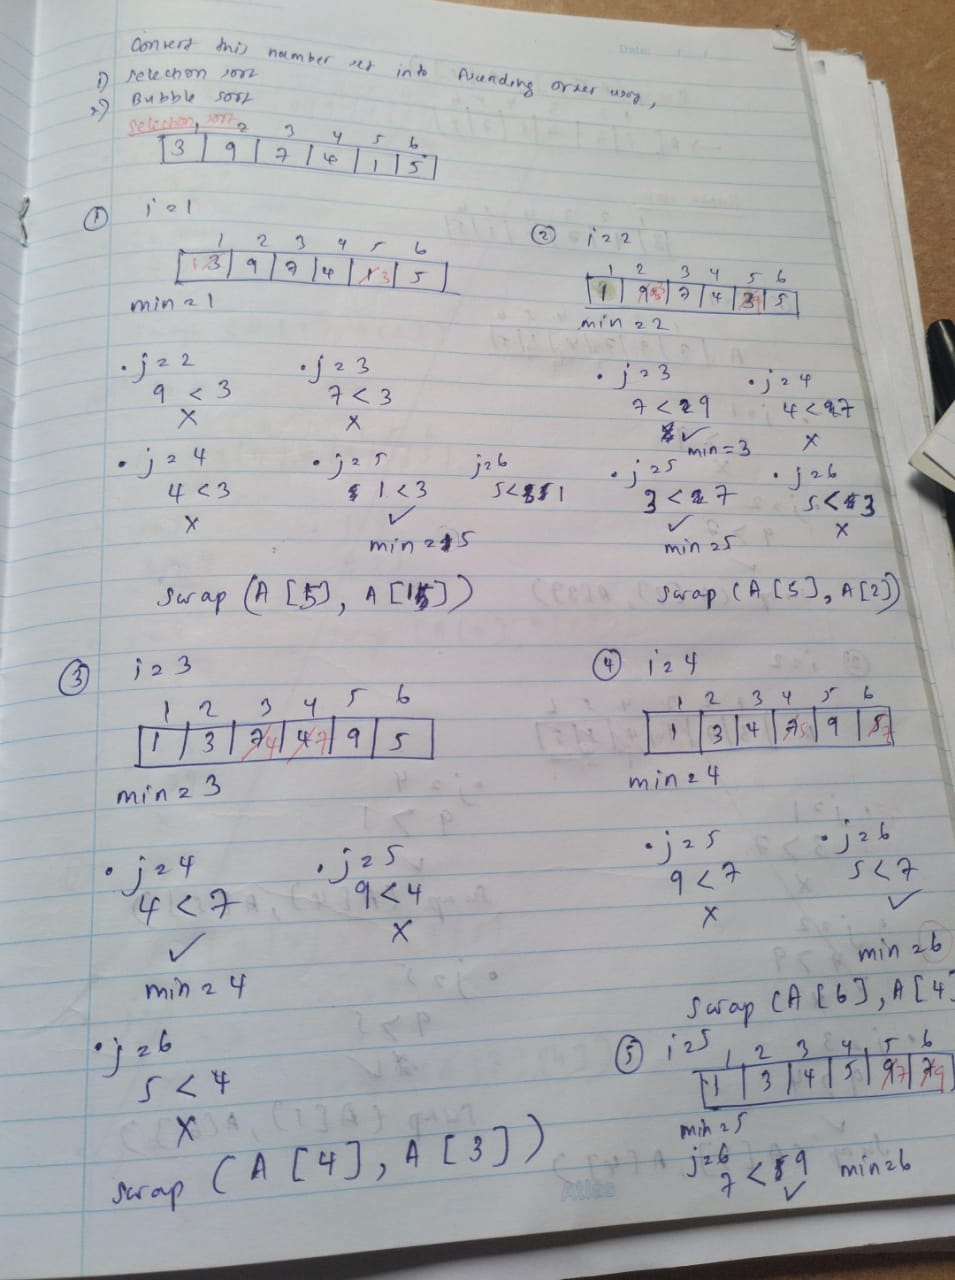 Date:
Convert this number set into Asending order using,
1) selection sort
2) Bubble sort
selection sort
2 3 4 5 6
3 9 7 4 1 5
① i=1
1 2 3 4 5 6
1 3 9 7 4 1 3 5
min=1
• j=2 • j=3
9 < 3 7 < 3
x x
• j=4 • j=5 j=6
4 < 3 1 < 3 5 < 1
x ✓
min=5
swap (A [5], A [1])
② i=2
1 2 3 4 5 6
1 9 3 7 4 3 9 5
min=2
• j=3 • j=4
7 < 9 4 < 7
✓ min=3 x
• j=5 • j=6
3 < 7 5 < 3
✓ x
min=5
swap (A [5], A [2])
③ i=3
1 2 3 4 5 6
1 3 7 4 4 7 9 5
min=3
• j=4 • j=5
4 < 7 9 < 4
✓ x
min=4
• j=6
5 < 4
x
swap (A [4], A [3])
④ i=4
1 2 3 4 5 6
1 3 4 7 5 9 5 7
min=4
• j=5 • j=6
9 < 7 5 < 7
x ✓
min=6
swap (A [6], A [4]
⑤ i=5
1 2 3 4 5 6
1 3 4 5 9 7 7 9
min=5
j=6
7 < 9 min=6
✓
Atlas